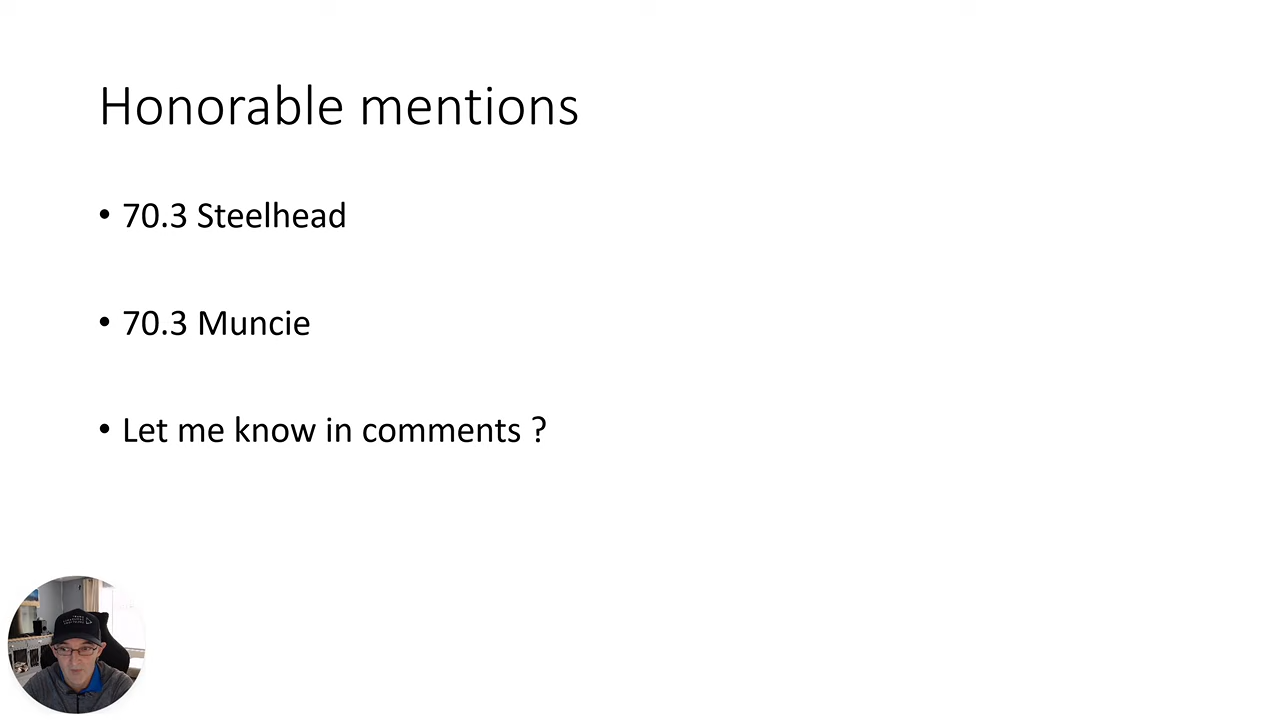 Honorable mentions
• 70.3 Steelhead
• 70.3 Muncie
• Let me know in comments ?